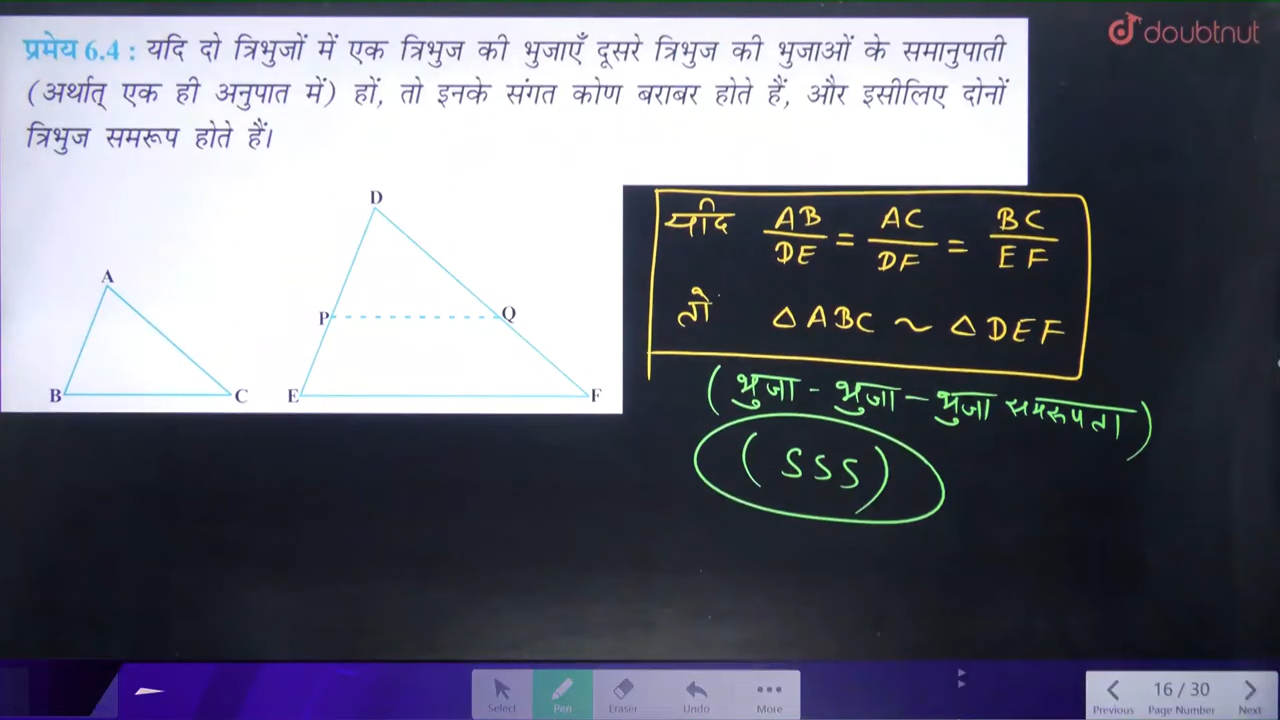 प्रमेय 6.4 : यदि दो त्रिभुजों में एक त्रिभुज की भुजाएँ दूसरे त्रिभुज की भुजाओं के समानुपाती
(अर्थात् एक ही अनुपात में) हों, तो इनके संगत कोण बराबर होते हैं, और इसीलिए दोनों
त्रिभुज समरूप होते हैं।
doubtnut
A
B
C
D
P
Q
E
F
यदि AB/DE = AC/DF = BC/EF
तो △ABC ~ △DEF
(भुजा - भुजा - भुजा समरूपता)
(SSS)
Select
Pen
Eraser
Undo
More
16 / 30
Previous
Page Number
Next